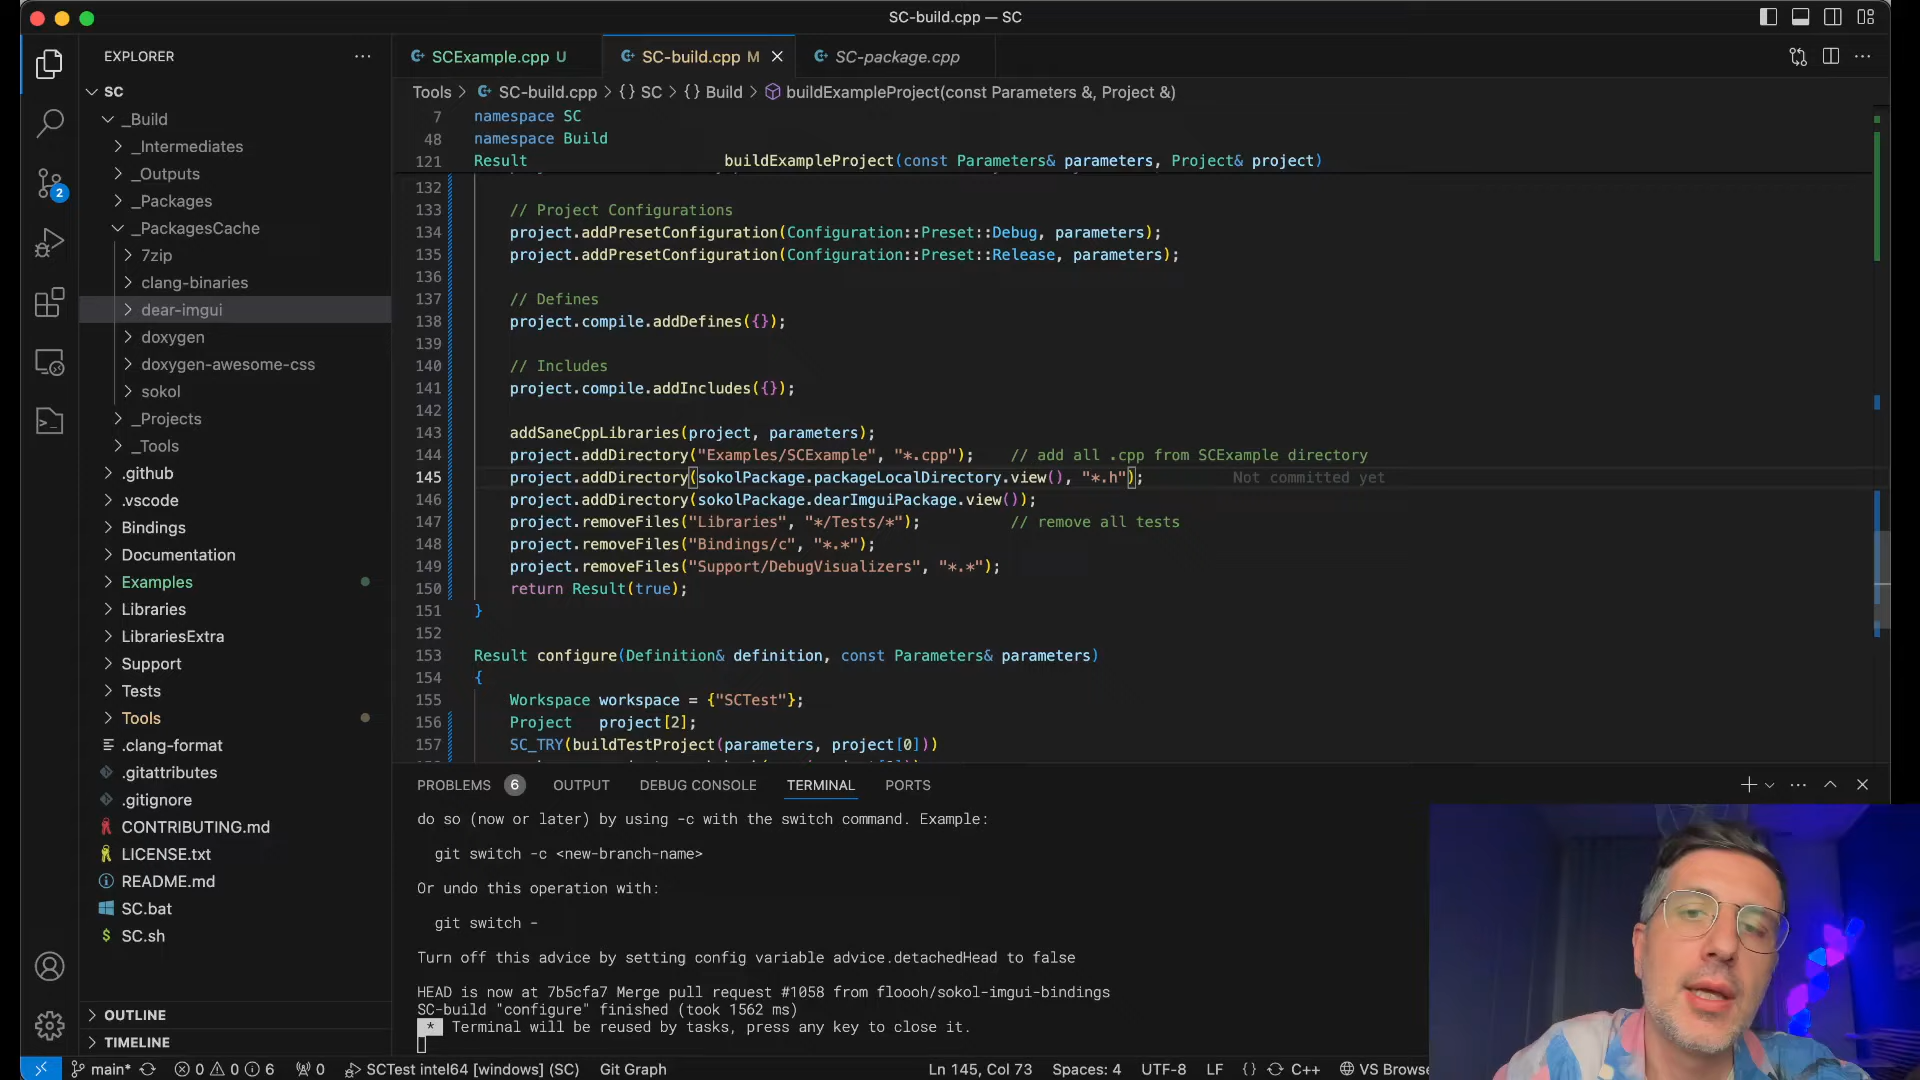 SC-build.cpp — SC
EXPLORER
SCExample.cpp U
SC-build.cpp M
SC-package.cpp
SC
_Build
_Intermediates
_Outputs
_Packages
_PackagesCache
7zip
clang-binaries
dear-imgui
doxygen
doxygen-awesome-css
sokol
_Projects
_Tools
.github
.vscode
Bindings
Documentation
Examples
Libraries
LibrariesExtra
Support
Tests
Tools
.clang-format
.gitattributes
.gitignore
CONTRIBUTING.md
LICENSE.txt
README.md
SC.bat
$ SC.sh
OUTLINE
TIMELINE
2
Tools > SC-build.cpp > {} SC > {} Build > buildExampleProject(const Parameters &, Project &)
7 namespace SC
48 namespace Build
121 Result buildExampleProject(const Parameters& parameters, Project& project)
132
133 // Project Configurations
134 project.addPresetConfiguration(Configuration::Preset::Debug, parameters);
135 project.addPresetConfiguration(Configuration::Preset::Release, parameters);
136
137 // Defines
138 project.compile.addDefines({});
139
140 // Includes
141 project.compile.addIncludes({});
142
143 addSaneCppLibraries(project, parameters);
144 project.addDirectory("Examples/SCExample", "*.cpp"); // add all .cpp from SCExample directory
145 project.addDirectory(sokolPackage.packageLocalDirectory.view(), "*.h"); Not committed yet
146 project.addDirectory(sokolPackage.dearImguiPackage.view());
147 project.removeFiles("Libraries", "*/Tests/*"); // remove all tests
148 project.removeFiles("Bindings/c", "*.*");
149 project.removeFiles("Support/DebugVisualizers", "*.*");
150 return Result(true);
151 }
152
153 Result configure(Definition& definition, const Parameters& parameters)
154 {
155 Workspace workspace = {"SCTest"};
156 Project project[2];
157 SC_TRY(buildTestProject(parameters, project[0]))
PROBLEMS 6 OUTPUT DEBUG CONSOLE TERMINAL PORTS
do so (now or later) by using -c with the switch command. Example:
git switch -c <new-branch-name>
Or undo this operation with:
git switch -
Turn off this advice by setting config variable advice.detachedHead to false
HEAD is now at 7b5cfa7 Merge pull request #1058 from floooh/sokol-imgui-bindings
SC-build "configure" finished (took 1562 ms)
* Terminal will be reused by tasks, press any key to close it.
main* 0 0 6 0 SCTest intel64 [windows] (SC) Git Graph Ln 145, Col 73 Spaces: 4 UTF-8 LF {} C++ VS Browse